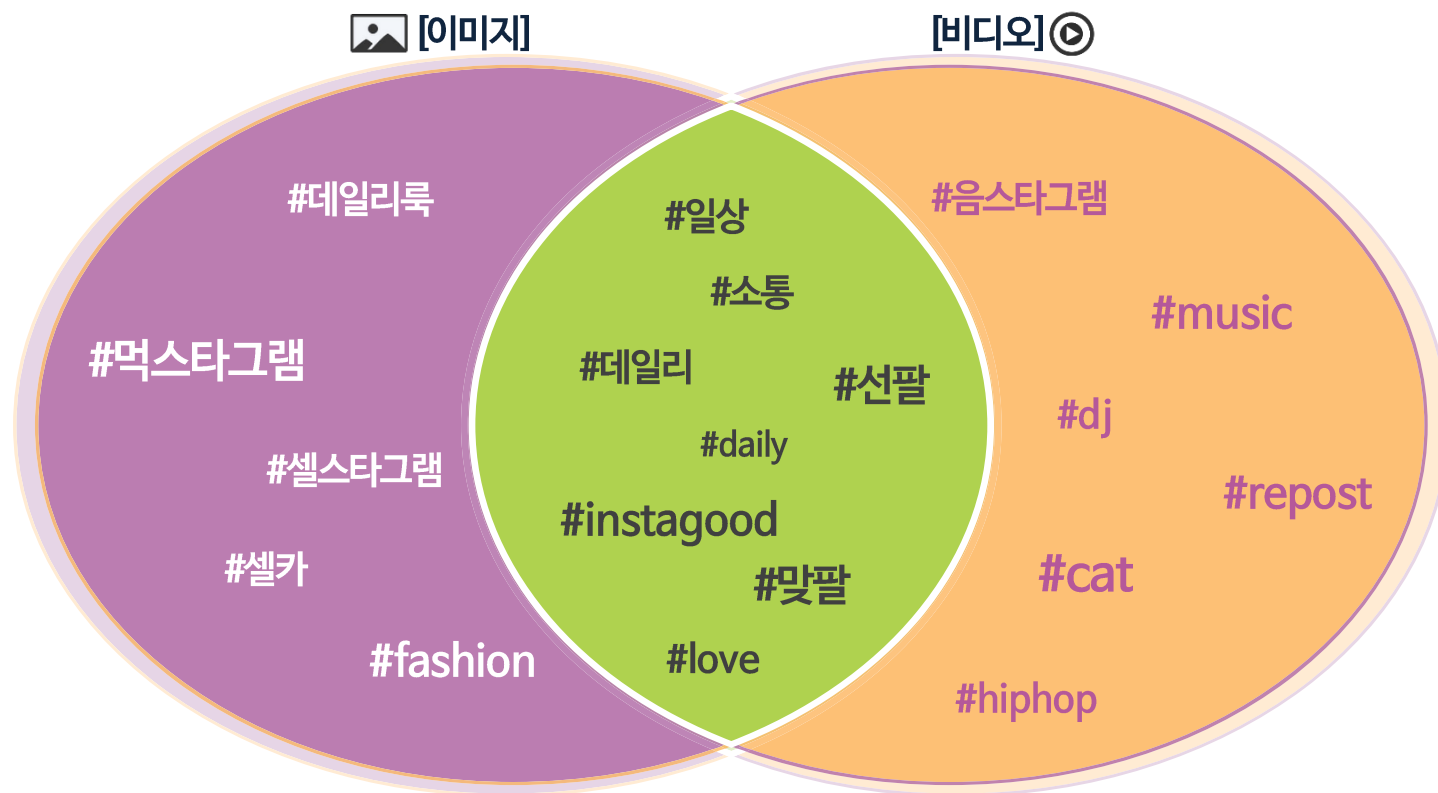 [이미지]
[비디오]
#데일리룩
#먹스타그램
#셀스타그램
#셀카
#fashion
#일상
#소통
#데일리
#선팔
#daily
#instagood
#맞팔
#love
#음스타그램
#music
#dj
#repost
#cat
#hiphop